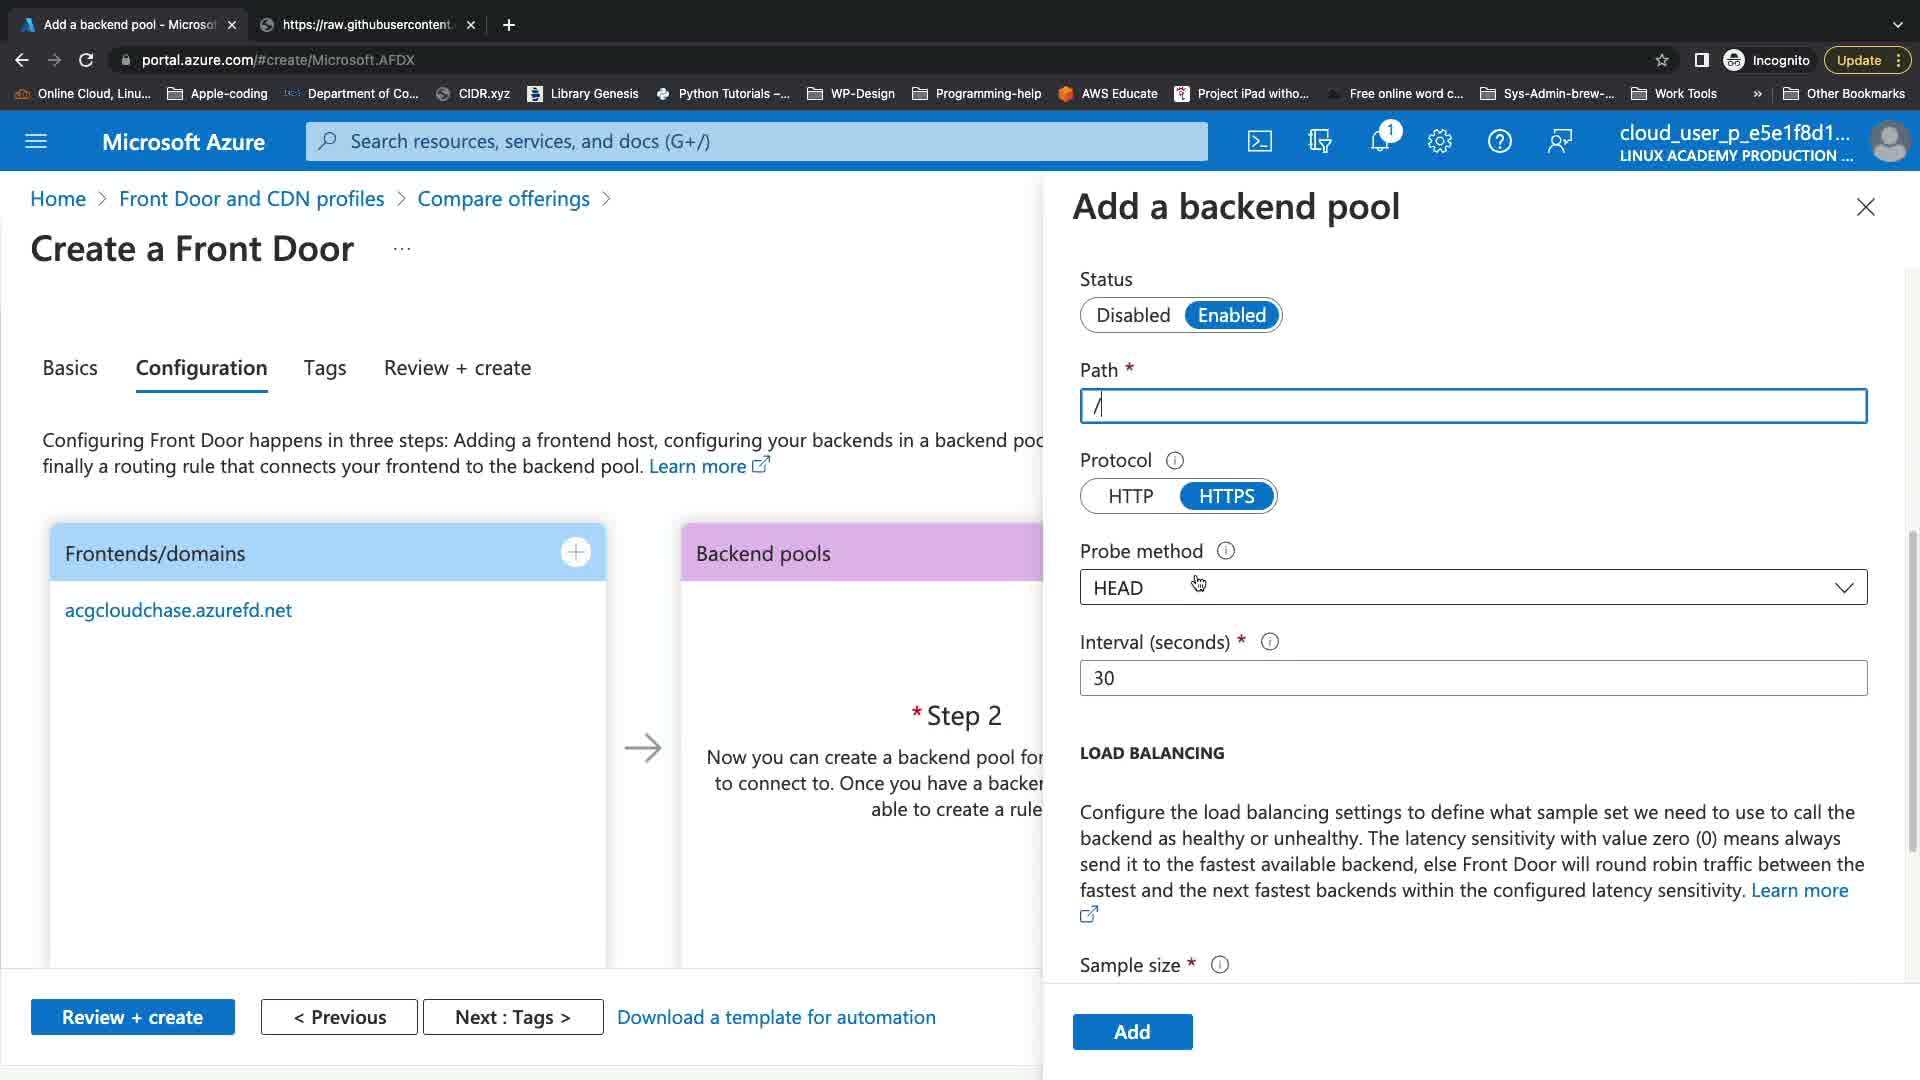 Add a backend pool - Microsof
https://raw.githubusercontent.
portal.azure.com/#create/Microsoft.AFDX
Incognito
Update
Online Cloud, Linu...
Apple-coding
Department of Co...
CIDR.xyz
Library Genesis
Python Tutorials –...
WP-Design
Programming-help
AWS Educate
Project iPad witho...
Free online word c...
Sys-Admin-brew-...
Work Tools
»
Other Bookmarks
Microsoft Azure
Search resources, services, and docs (G+/)
1
cloud_user_p_e5e1f8d1...
LINUX ACADEMY PRODUCTION ...
Home > Front Door and CDN profiles > Compare offerings >
Create a Front Door ...
Basics
Configuration
Tags
Review + create
Configuring Front Door happens in three steps: Adding a frontend host, configuring your backends in a backend poo
finally a routing rule that connects your frontend to the backend pool. Learn more
Frontends/domains
acgcloudchase.azurefd.net
Backend pools
* Step 2
Now you can create a backend pool for
to connect to. Once you have a backen
able to create a rule
Review + create
< Previous
Next : Tags >
Download a template for automation
Add a backend pool
Status
Disabled
Enabled
Path *
/
Protocol
HTTP
HTTPS
Probe method
HEAD
Interval (seconds) *
30
LOAD BALANCING
Configure the load balancing settings to define what sample set we need to use to call the
backend as healthy or unhealthy. The latency sensitivity with value zero (0) means always
send it to the fastest available backend, else Front Door will round robin traffic between the
fastest and the next fastest backends within the configured latency sensitivity. Learn more
Sample size *
Add